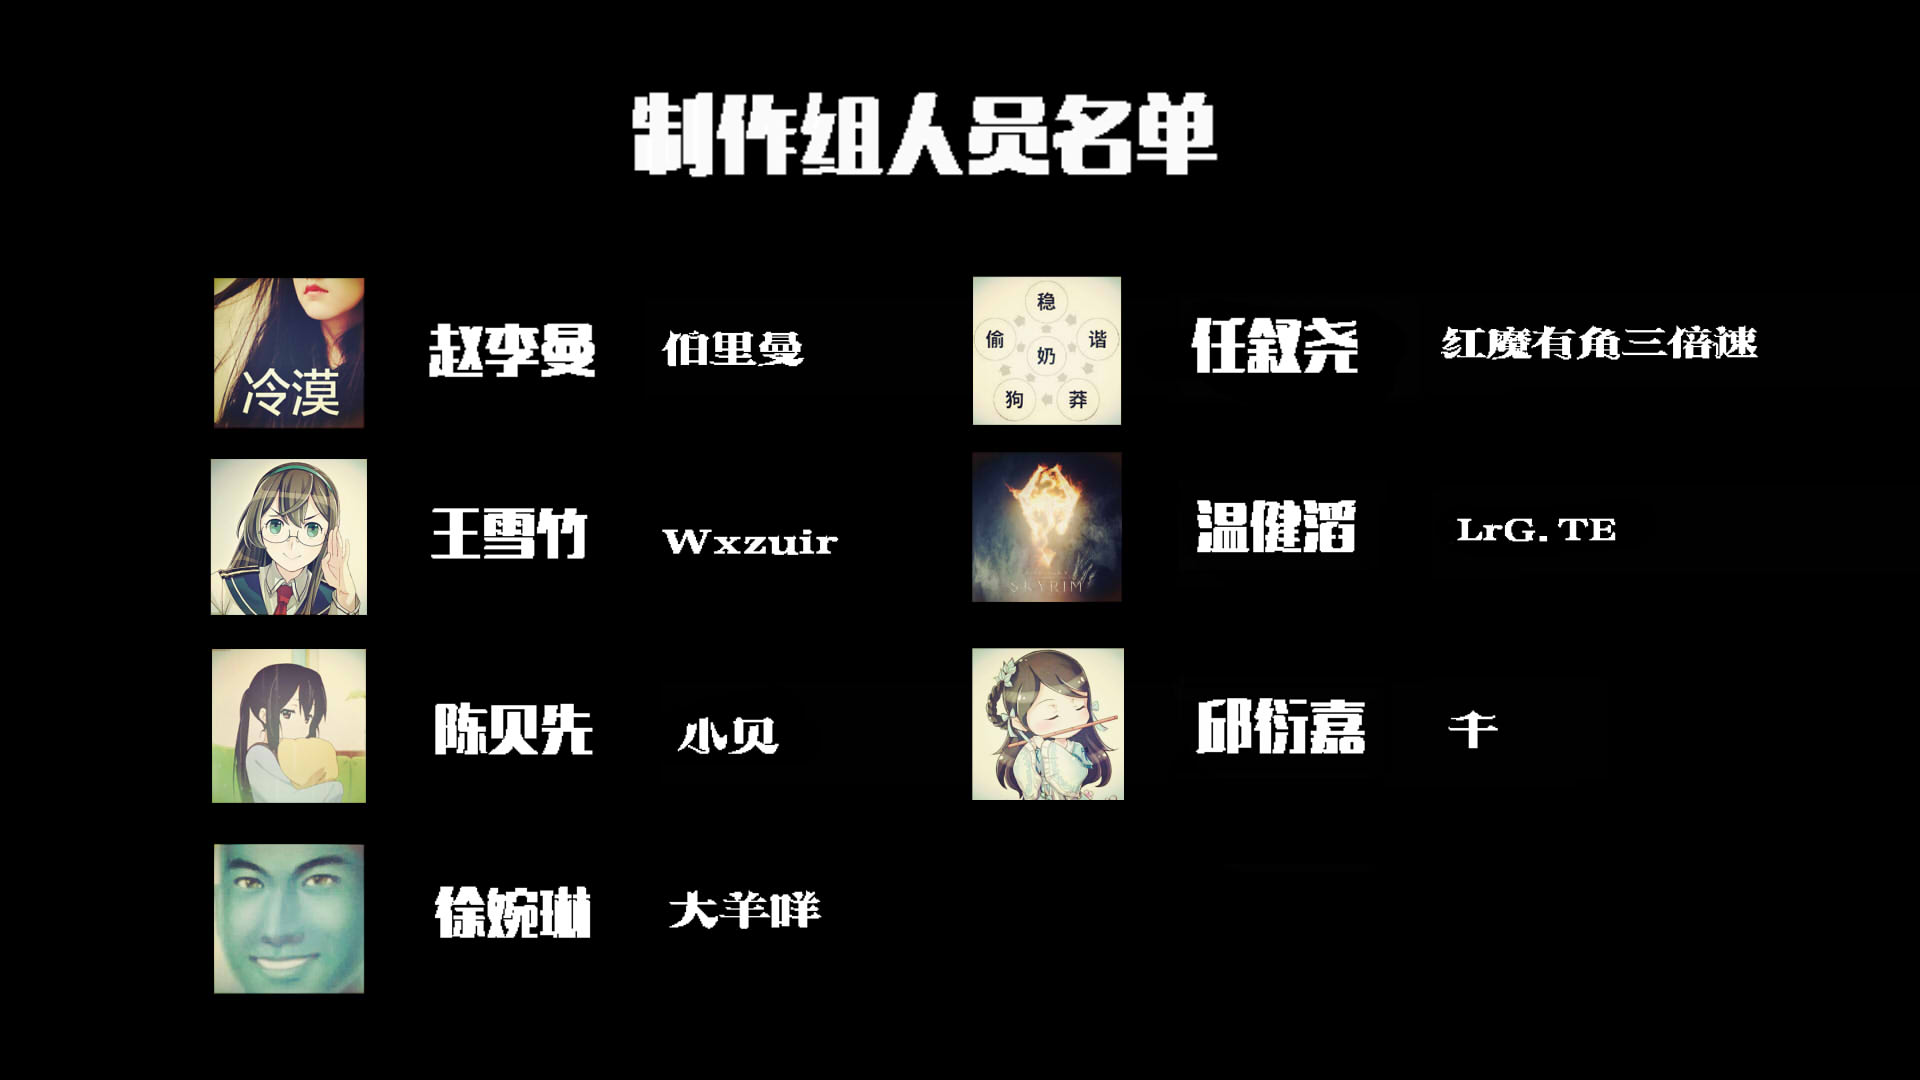 制作组人员名单
冷漠
赵李曼 伯里曼
稳
偷 谐
奶
狗 莽
任叙尧 红魔有角三倍速
王雪竹 Wxzuir
SKYRIM
温健滔 LrG. TE
陈贝先 小贝
邱衍嘉 千
徐婉琳 大羊咩